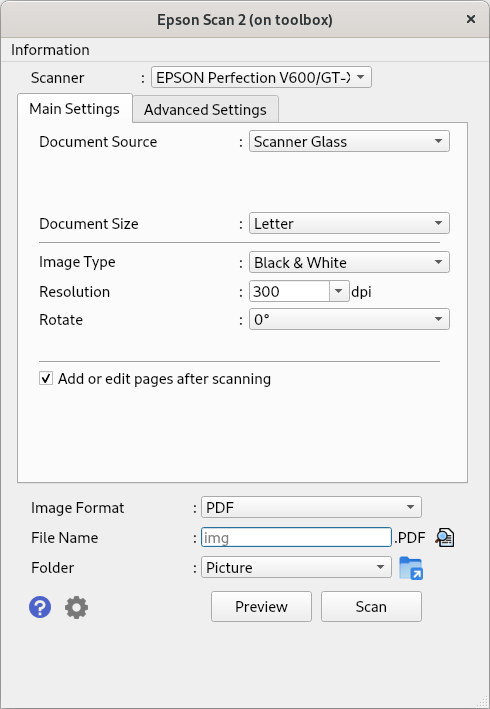 Epson Scan 2 (on toolbox)
Information
Scanner : EPSON Perfection V600/GT-X
Main Settings Advanced Settings
Document Source : Scanner Glass
Document Size : Letter
Image Type : Black & White
Resolution : 300 dpi
Rotate : 0°
Add or edit pages after scanning
Image Format : PDF
File Name : img .PDF
Folder : Picture
Preview Scan